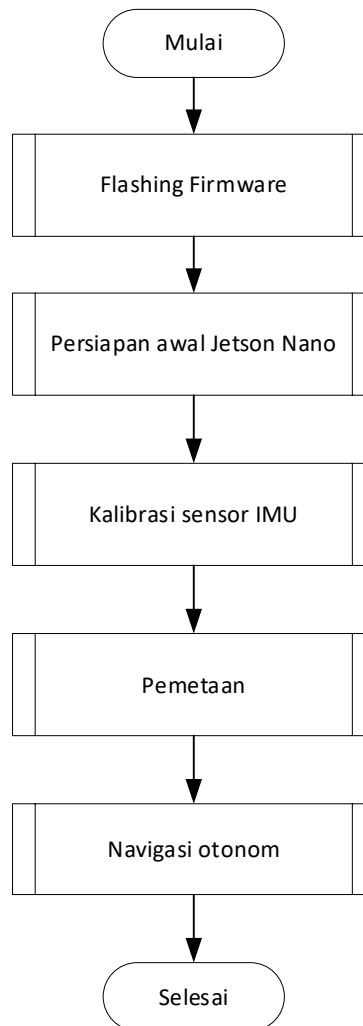 Mulai
Flashing Firmware
Persiapan awal Jetson Nano
Kalibrasi sensor IMU
Pemetaan
Navigasi otonom
Selesai